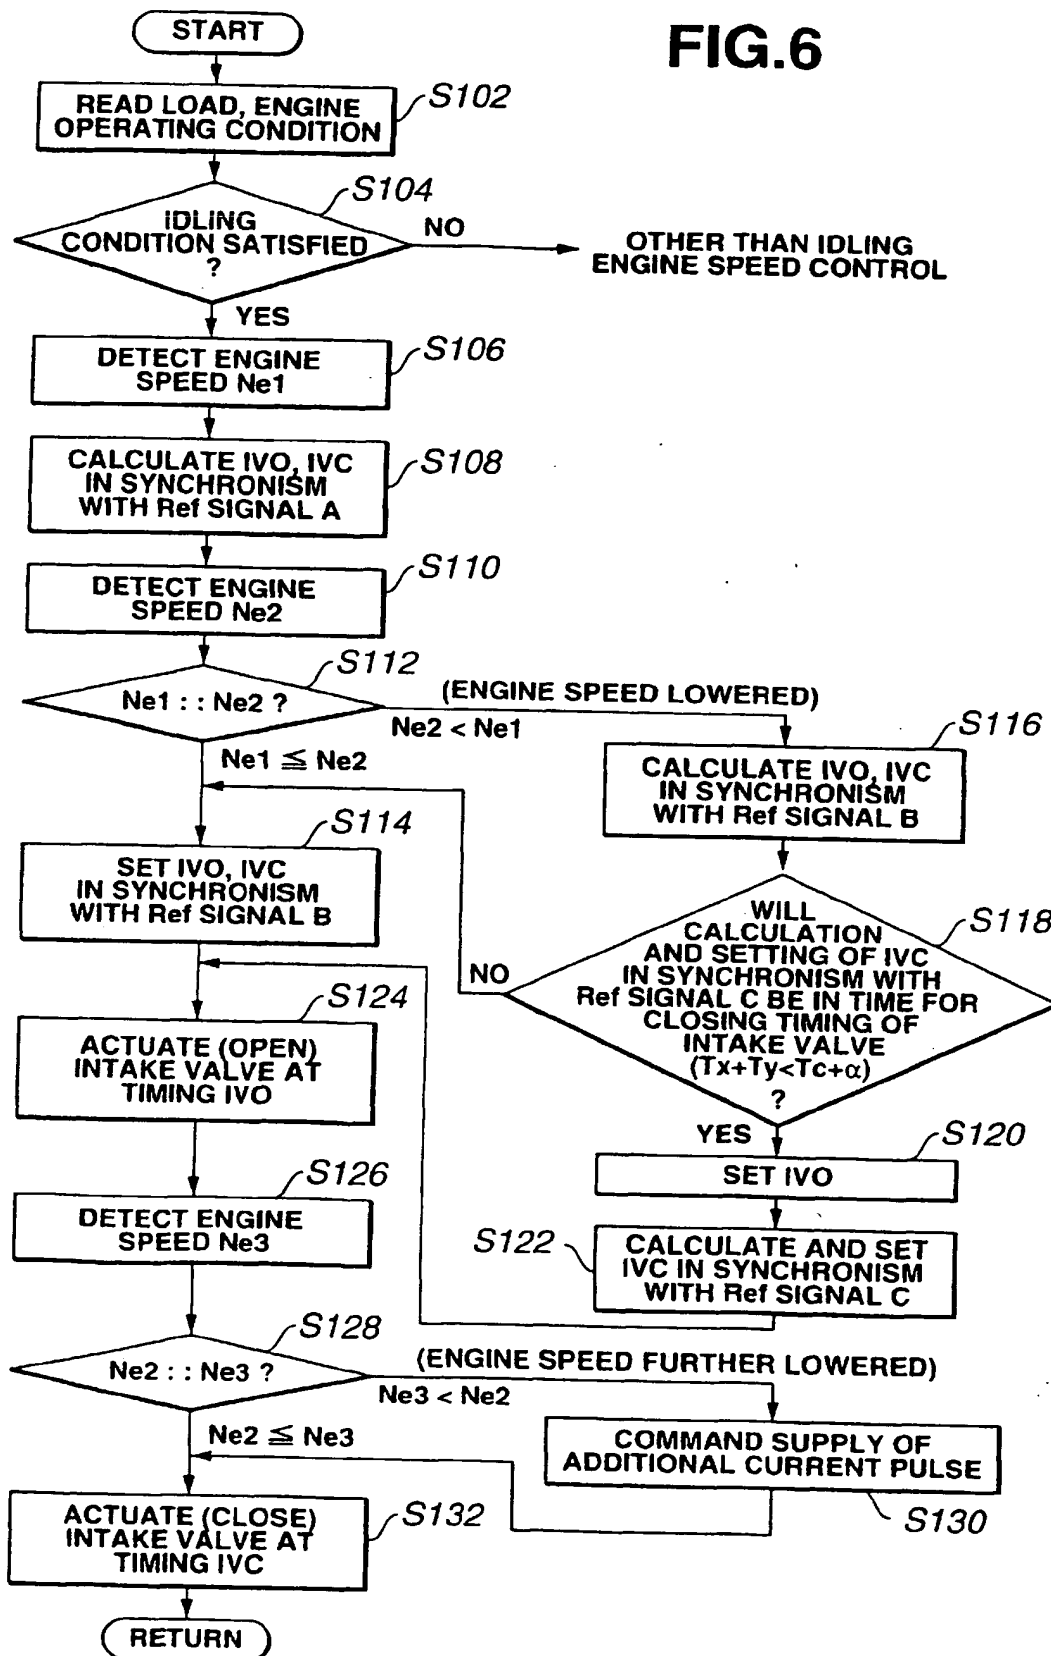 FIG.6
START
READ LOAD, ENGINE
OPERATING CONDITION
S102
S104
IDLING
CONDITION SATISFIED
?
NO
OTHER THAN IDLING
ENGINE SPEED CONTROL
YES
DETECT ENGINE
SPEED Ne1
S106
CALCULATE IVO, IVC
IN SYNCHRONISM
WITH Ref SIGNAL A
S108
DETECT ENGINE
SPEED Ne2
S110
S112
Ne1 : : Ne2 ?
(ENGINE SPEED LOWERED)
Ne2 < Ne1
Ne1 ≦ Ne2
S116
CALCULATE IVO, IVC
IN SYNCHRONISM
WITH Ref SIGNAL B
S114
SET IVO, IVC
IN SYNCHRONISM
WITH Ref SIGNAL B
S118
WILL
CALCULATION
AND SETTING OF IVC
IN SYNCHRONISM WITH
Ref SIGNAL C BE IN TIME FOR
CLOSING TIMING OF
INTAKE VALVE
(Tx+Ty<Tc+α)
?
NO
YES
S124
ACTUATE (OPEN)
INTAKE VALVE AT
TIMING IVO
S120
SET IVO
S126
DETECT ENGINE
SPEED Ne3
S122
CALCULATE AND SET
IVC IN SYNCHRONISM
WITH Ref SIGNAL C
S128
Ne2 : : Ne3 ?
(ENGINE SPEED FURTHER LOWERED)
Ne3 < Ne2
Ne2 ≦ Ne3
COMMAND SUPPLY OF
ADDITIONAL CURRENT PULSE
S130
ACTUATE (CLOSE)
INTAKE VALVE AT
TIMING IVC
S132
RETURN